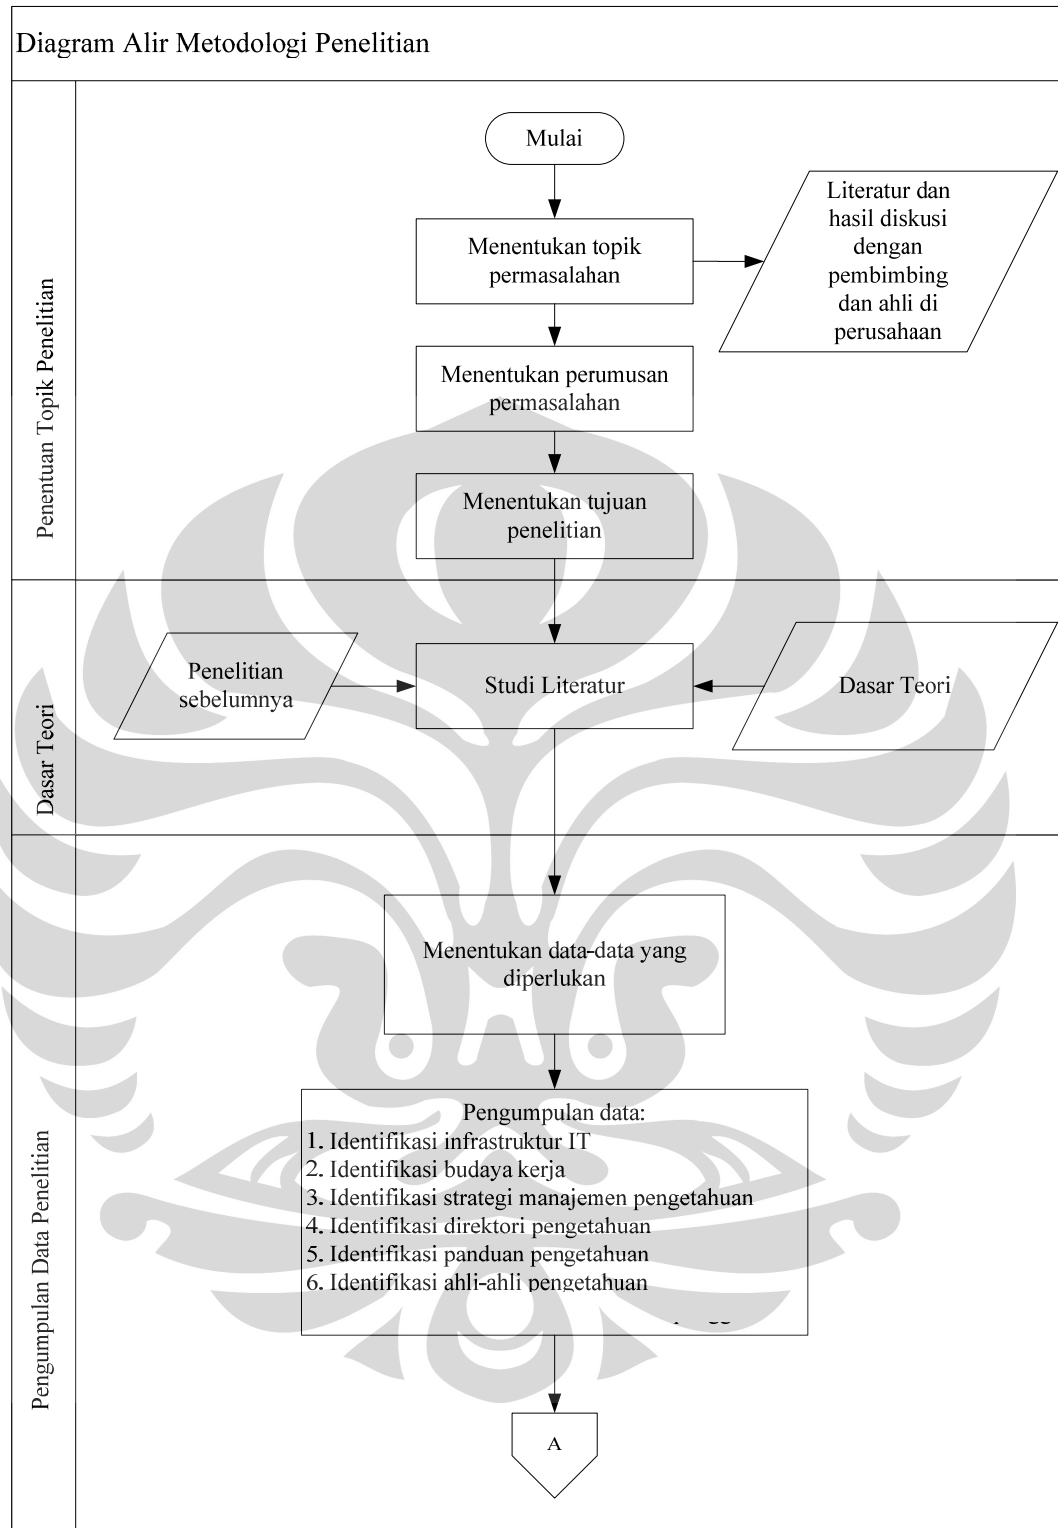 Diagram Alir Metodologi Penelitian
Penentuan Topik Penelitian
Mulai
Menentukan topik
permasalahan
Literatur dan
hasil diskusi
dengan
pembimbing
dan ahli di
perusahaan
Menentukan perumusan
permasalahan
Menentukan tujuan
penelitian
Dasar Teori
Penelitian
sebelumnya
Studi Literatur
Dasar Teori
Pengumpulan Data Penelitian
Menentukan data-data yang
diperlukan
Pengumpulan data:
1. Identifikasi infrastruktur IT
2. Identifikasi budaya kerja
3. Identifikasi strategi manajemen pengetahuan
4. Identifikasi direktori pengetahuan
5. Identifikasi panduan pengetahuan
6. Identifikasi ahli-ahli pengetahuan
A